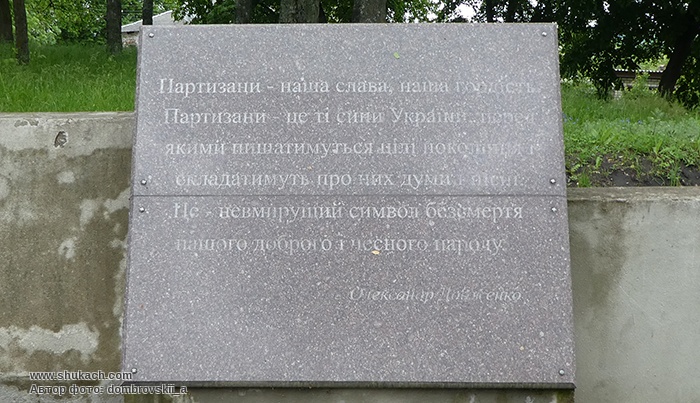 Партизани - наша слава, наша гордість.
Партизани - це ті сини України, перед
якими пишатимуться цілі покоління і
складатимуть про них думи і пісні.
Це - невмирущий символ безсмертя
нашого доброго і чесного народу.
Олександр Довженко
www.shukach.com
Автор фото: dombrovskii_a